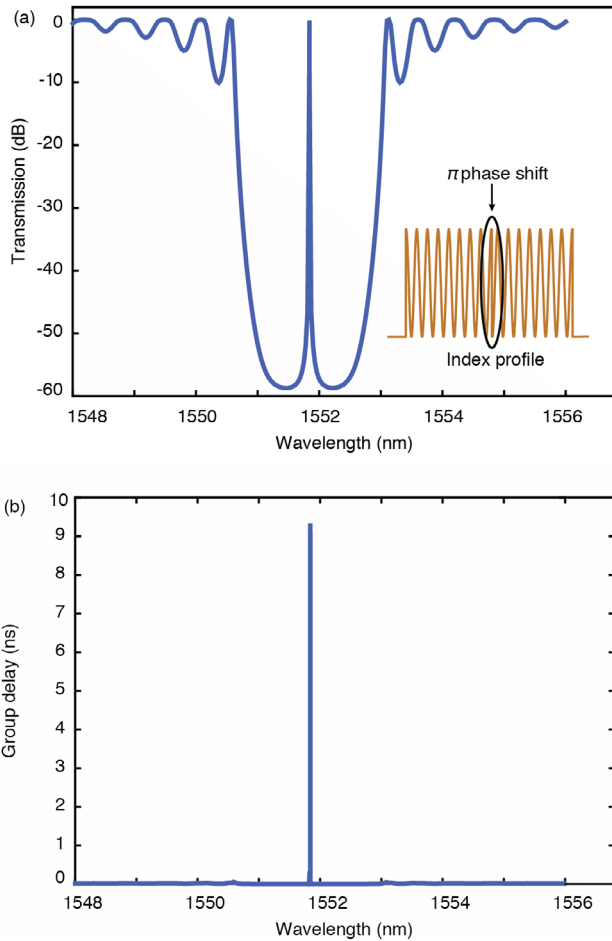 (a)
0
-10
-20
-30
-40
-50
-60
Transmission (dB)
π phase shift
Index profile
1548 1550 1552 1554 1556
Wavelength (nm)
(b)
10
9
8
7
6
5
4
3
2
1
0
Group delay (ns)
1548 1550 1552 1554 1556
Wavelength (nm)